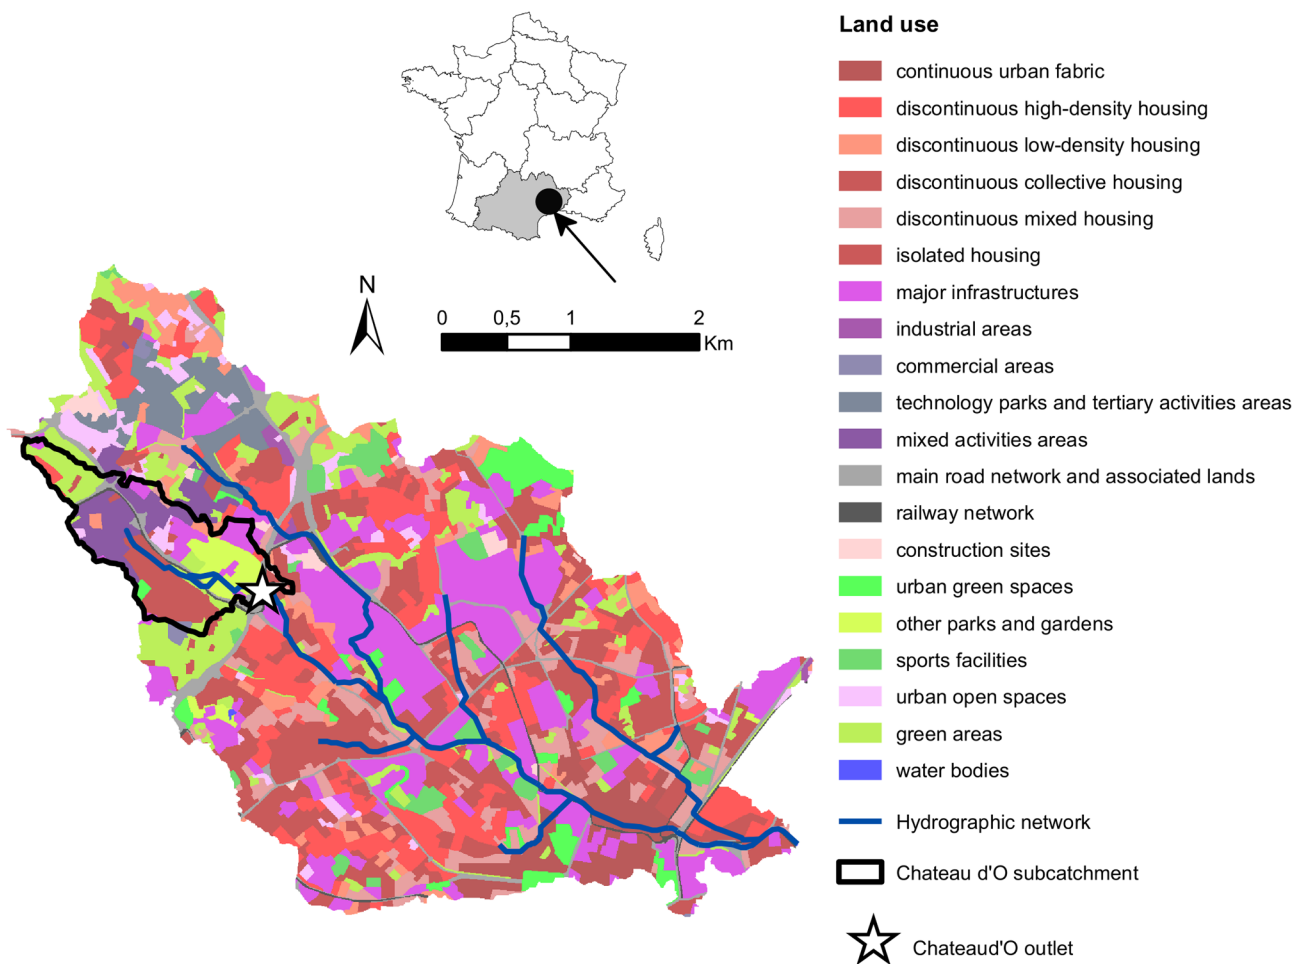 Land use
continuous urban fabric
discontinuous high-density housing
discontinuous low-density housing
discontinuous collective housing
discontinuous mixed housing
isolated housing
major infrastructures
industrial areas
commercial areas
technology parks and tertiary activities areas
mixed activities areas
main road network and associated lands
railway network
construction sites
urban green spaces
other parks and gardens
sports facilities
urban open spaces
green areas
water bodies
Hydrographic network
Chateau d'O subcatchment
Chateaud'O outlet
N
0 0,5 1 2
Km